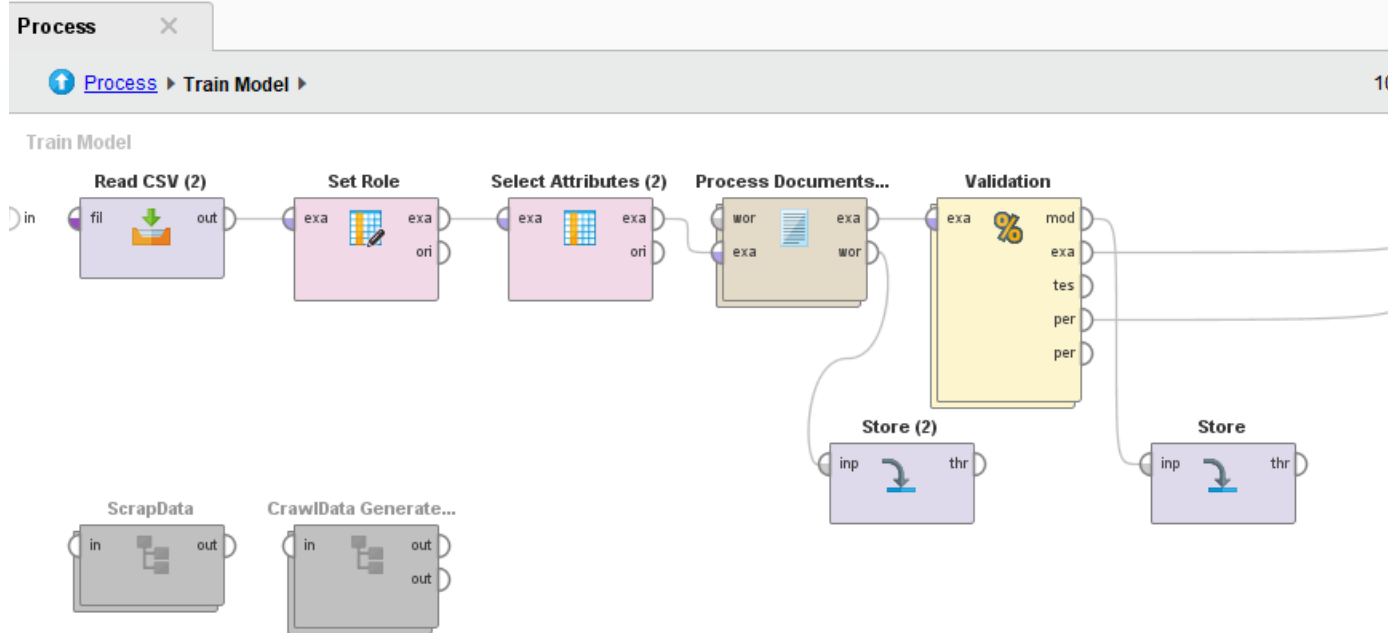 Process
Process Train Model
10
Train Model
Read CSV (2) Set Role Select Attributes (2) Process Documents... Validation
in fil out exa exa exa exa wor exa exa mod
ori ori exa wor exa
tes
per
per
Store (2) Store
inp thr inp thr
ScrapData CrawlData Generate...
in out in out
out